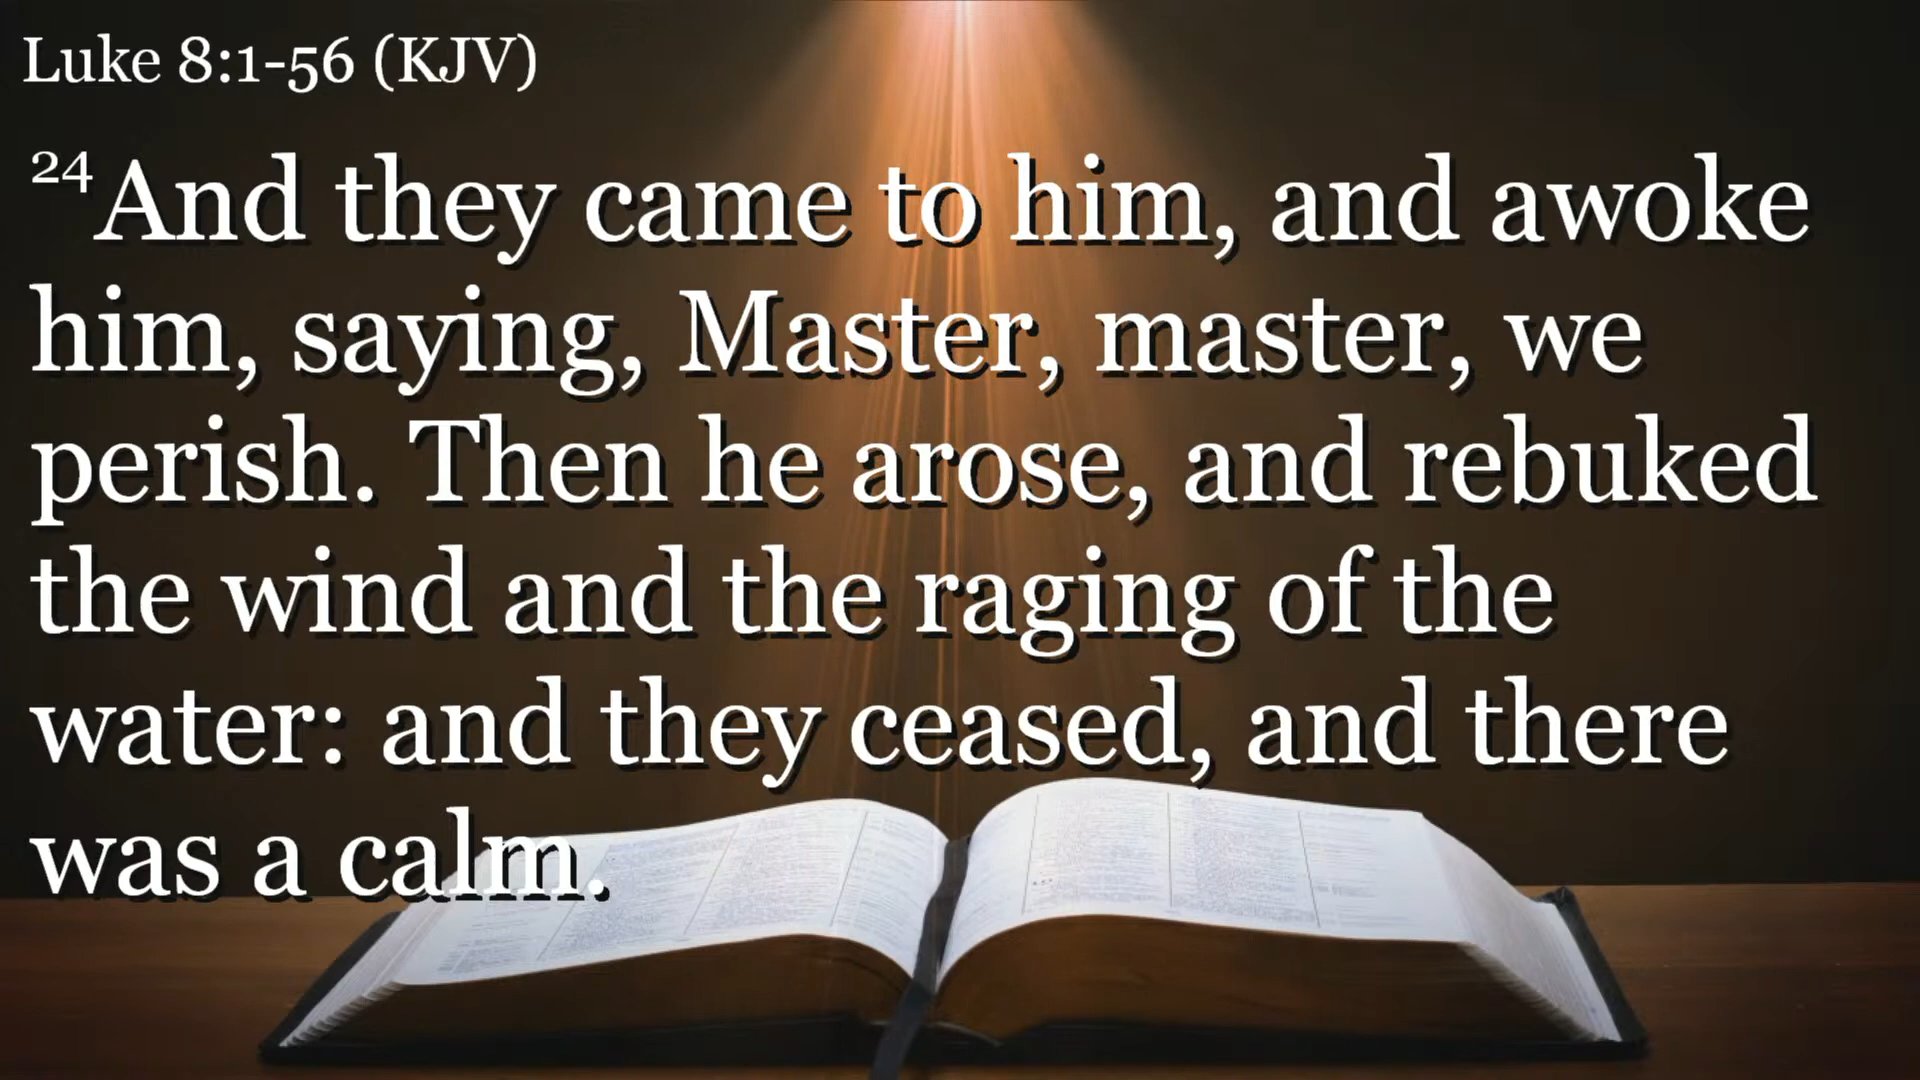 Luke 8:1-56 (KJV)
24And they came to him, and awoke
him, saying, Master, master, we
perish. Then he arose, and rebuked
the wind and the raging of the
water: and they ceased, and there
was a calm.